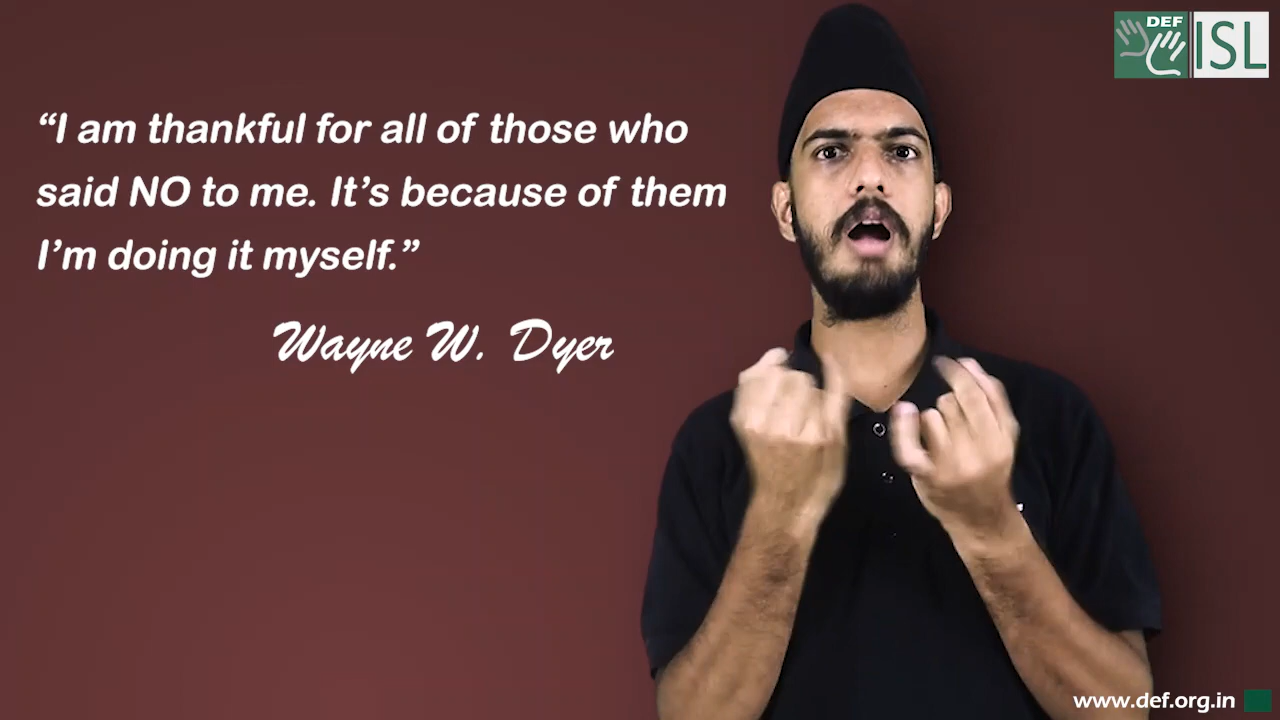 DEF
ISL
“I am thankful for all of those who
said NO to me. It’s because of them
I’m doing it myself.”
Wayne W. Dyer
www.def.org.in